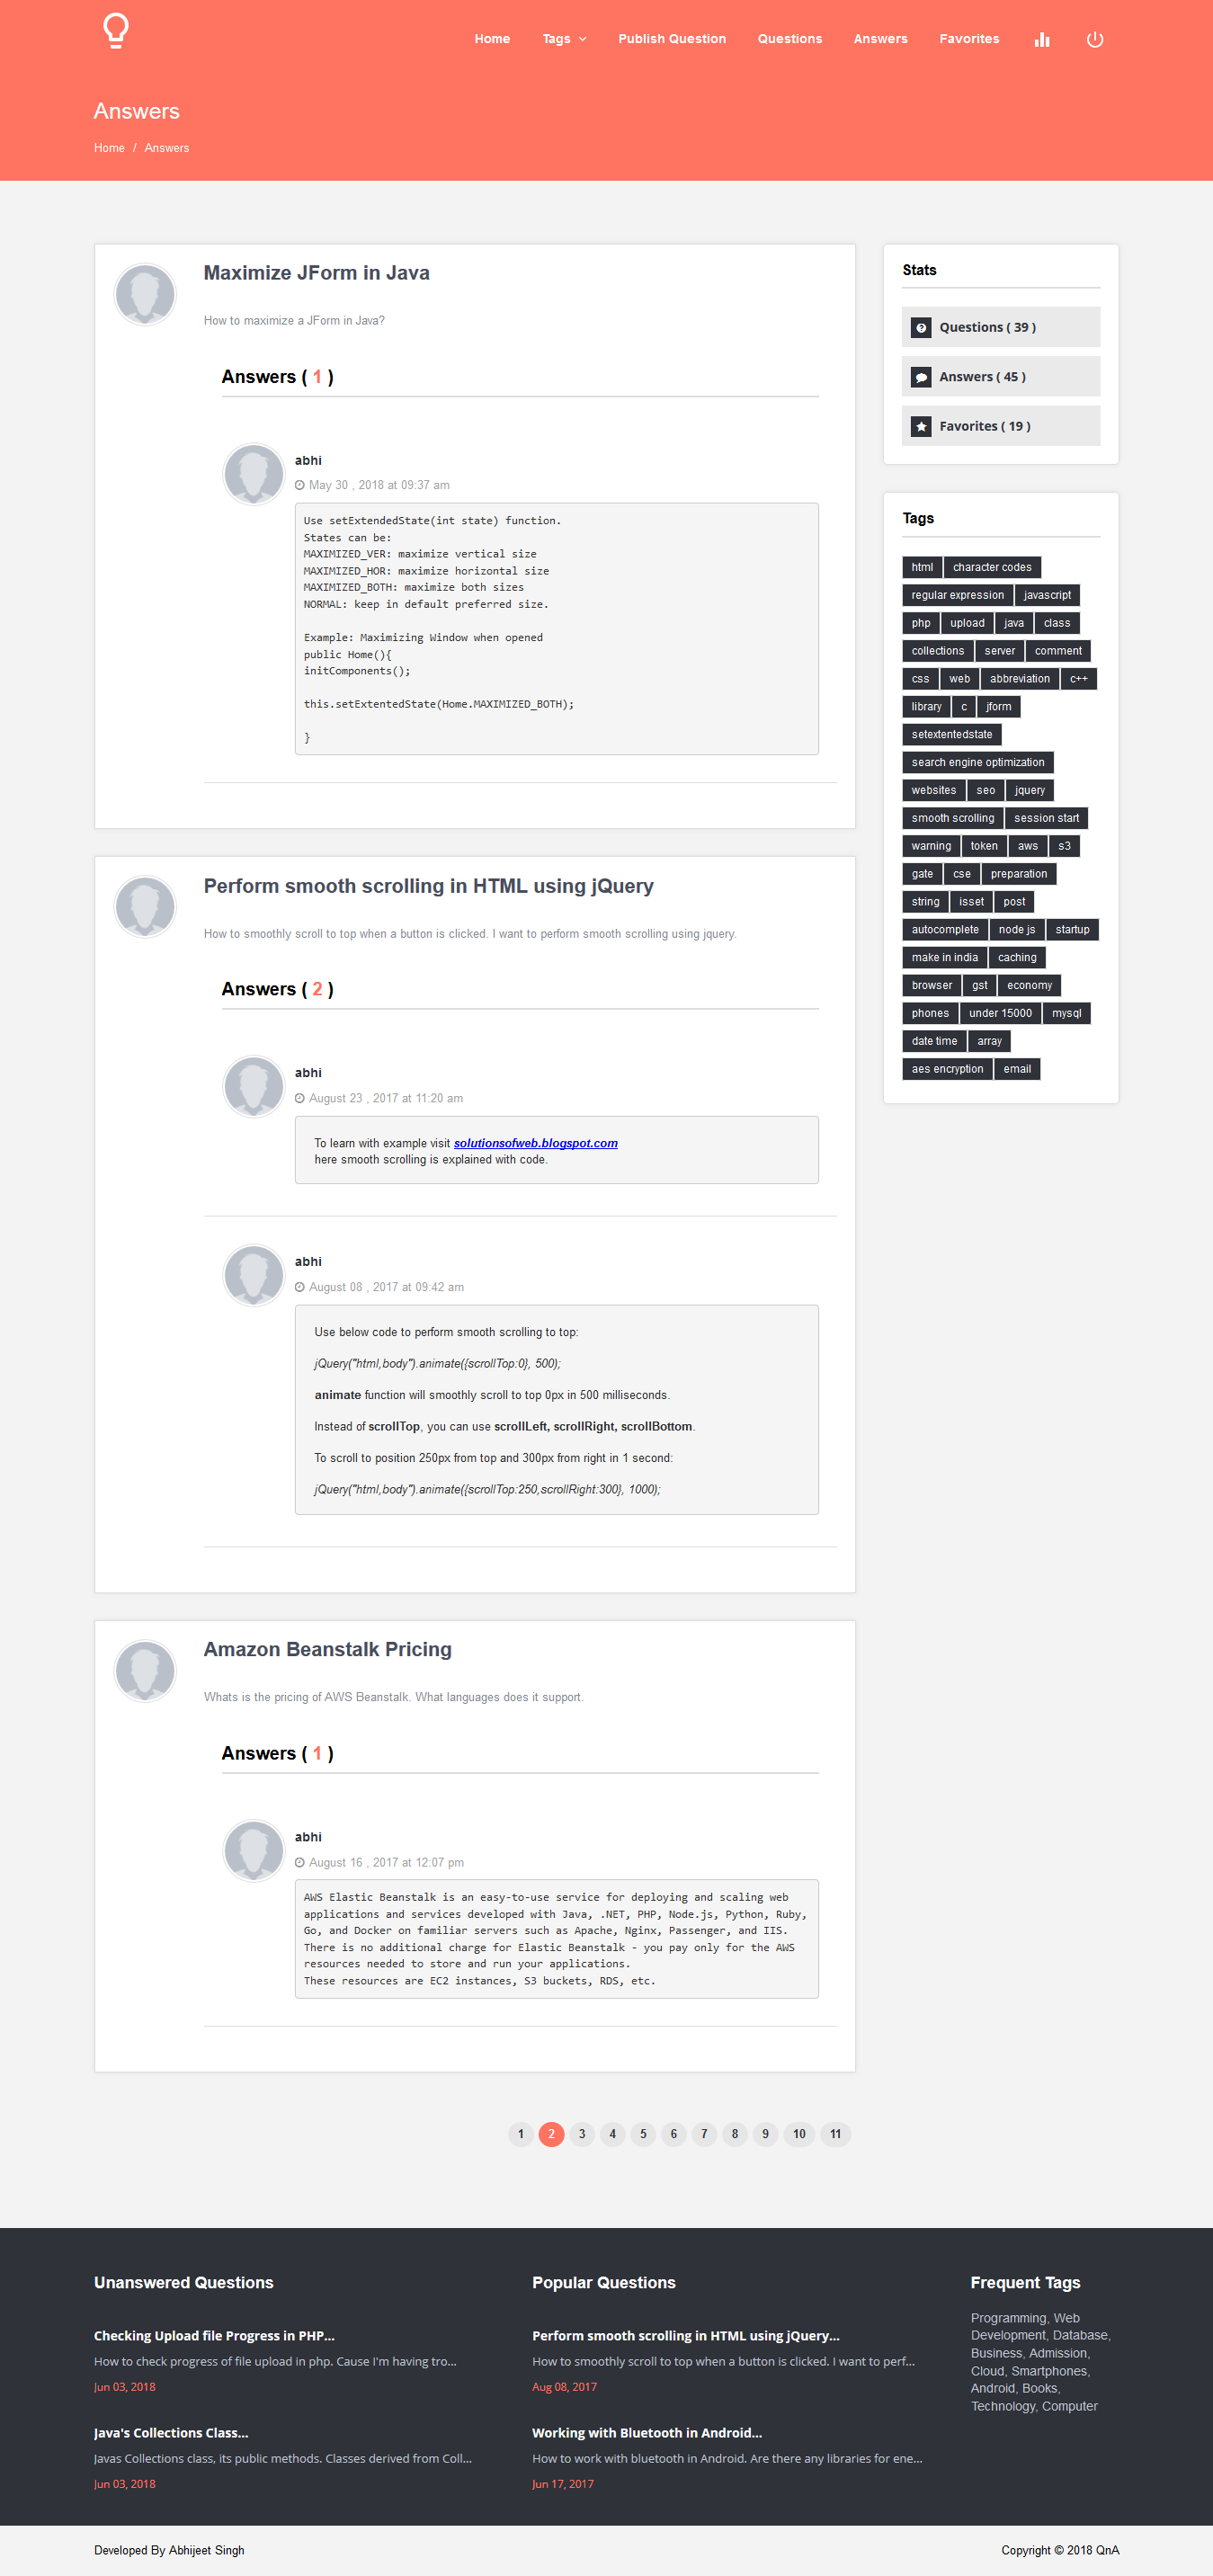 Home Tags Publish Question Questions Answers Favorites
Answers
Home / Answers
Maximize JForm in Java
How to maximize a JForm in Java?
Answers ( 1 )
abhi
May 30 , 2018 at 09:37 am
Use setExtendedState(int state) function.
States can be:
MAXIMIZED_VER: maximize vertical size
MAXIMIZED_HOR: maximize horizontal size
MAXIMIZED_BOTH: maximize both sizes
NORMAL: keep in default preferred size.
Example: Maximizing Window when opened
public Home(){
initComponents();
this.setExtentedState(Home.MAXIMIZED_BOTH);
}
Perform smooth scrolling in HTML using jQuery
How to smoothly scroll to top when a button is clicked. I want to perform smooth scrolling using jquery.
Answers ( 2 )
abhi
August 23 , 2017 at 11:20 am
To learn with example visit solutionsofweb.blogspot.com
here smooth scrolling is explained with code.
abhi
August 08 , 2017 at 09:42 am
Use below code to perform smooth scrolling to top:
jQuery("html,body").animate({scrollTop:0}, 500);
animate function will smoothly scroll to top 0px in 500 milliseconds.
Instead of scrollTop, you can use scrollLeft, scrollRight, scrollBottom.
To scroll to position 250px from top and 300px from right in 1 second:
jQuery("html,body").animate({scrollTop:250,scrollRight:300}, 1000);
Amazon Beanstalk Pricing
Whats is the pricing of AWS Beanstalk. What languages does it support.
Answers ( 1 )
abhi
August 16 , 2017 at 12:07 pm
AWS Elastic Beanstalk is an easy-to-use service for deploying and scaling web
applications and services developed with Java, .NET, PHP, Node.js, Python, Ruby,
Go, and Docker on familiar servers such as Apache, Nginx, Passenger, and IIS.
There is no additional charge for Elastic Beanstalk - you pay only for the AWS
resources needed to store and run your applications.
These resources are EC2 instances, S3 buckets, RDS, etc.
1 2 3 4 5 6 7 8 9 10 11
Stats
Questions ( 39 )
Answers ( 45 )
Favorites ( 19 )
Tags
html character codes
regular expression javascript
php upload java class
collections server comment
css web abbreviation c++
library c jform
setextentedstate
search engine optimization
websites seo jquery
smooth scrolling session start
warning token aws s3
gate cse preparation
string isset post
autocomplete node js startup
make in india caching
browser gst economy
phones under 15000 mysql
date time array
aes encryption email
Unanswered Questions
Checking Upload file Progress in PHP...
How to check progress of file upload in php. Cause I'm having tro...
Jun 03, 2018
Java's Collections Class...
Javas Collections class, its public methods. Classes derived from Coll...
Jun 03, 2018
Popular Questions
Perform smooth scrolling in HTML using jQuery...
How to smoothly scroll to top when a button is clicked. I want to perf...
Aug 08, 2017
Working with Bluetooth in Android...
How to work with bluetooth in Android. Are there any libraries for ene...
Jun 17, 2017
Frequent Tags
Programming, Web
Development, Database,
Business, Admission,
Cloud, Smartphones,
Android, Books,
Technology, Computer
Developed By Abhijeet Singh
Copyright © 2018 QnA